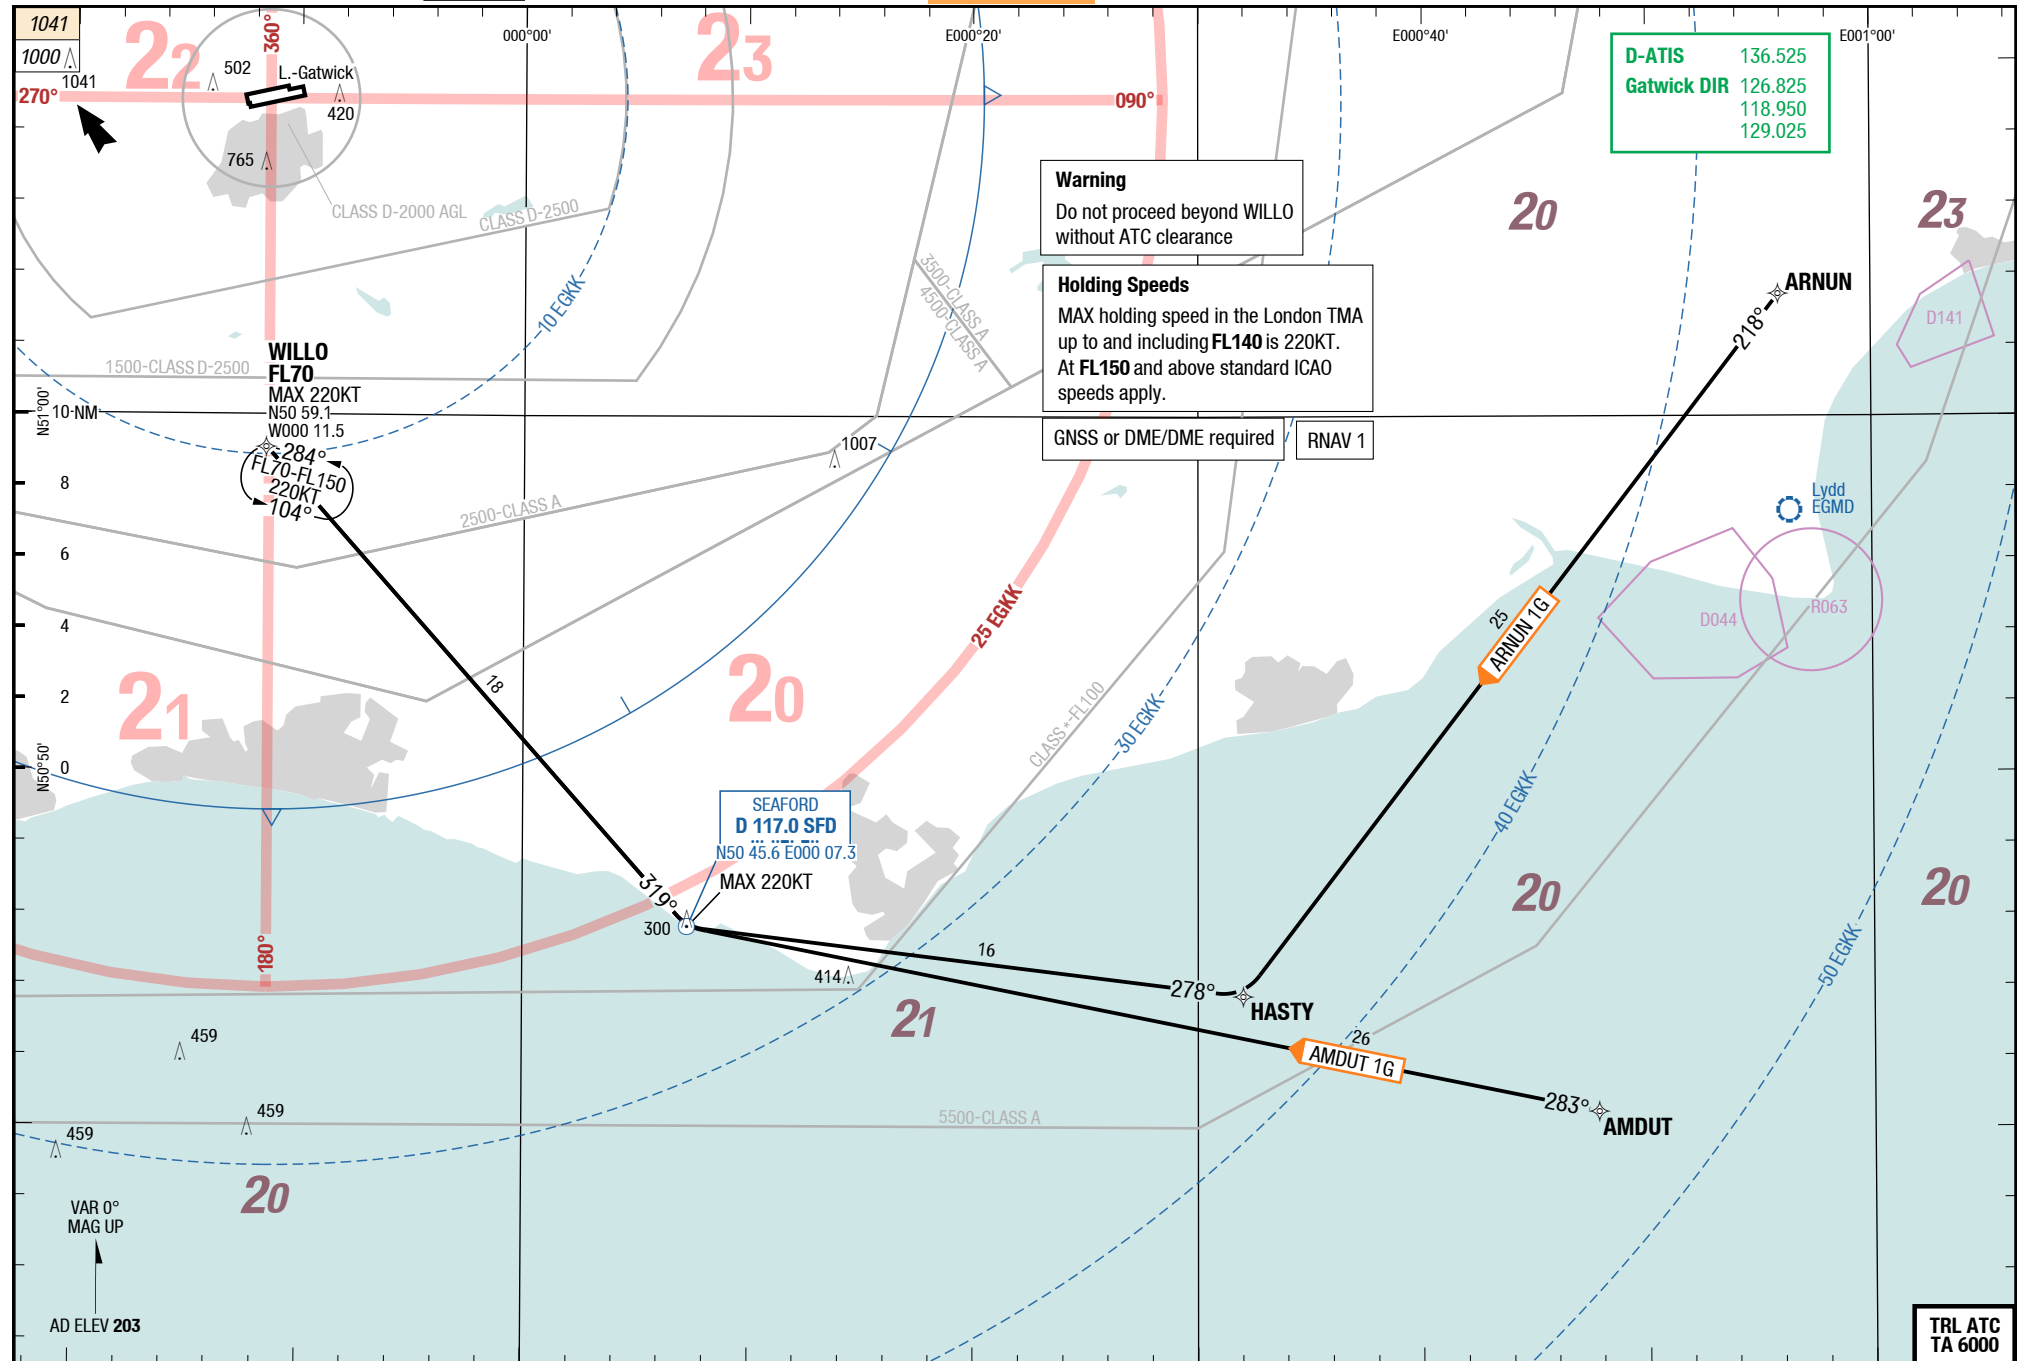 1041
1000
1041
270°
22
360°
502
L.-Gatwick
420
765
CLASS D-2000 AGL
CLASS D-2500
000°00'
23
E000°20'
090°
E000°40'
E001°00'
D-ATIS 136.525
Gatwick DIR 126.825
118.950
129.025
Warning
Do not proceed beyond WILLO
without ATC clearance
Holding Speeds
MAX holding speed in the London TMA
up to and including FL140 is 220KT.
At FL150 and above standard ICAO
speeds apply.
GNSS or DME/DME required
RNAV 1
20
23
ARNUN
218°
D141
10 EGKK
3500-CLASS A
4500-CLASS A
1500-CLASS D-2500
WILLO
FL70
MAX 220KT
N50 59.1
W000 11.5
284°
FL70-FL150
220KT
104°
N51°00'
10 NM
8
6
4
2
0
N50°50'
1007
2500-CLASS A
Lydd
EGMD
D044
R063
25
ARNUN 1G
25 EGKK
18
21
20
CLASS *-FL100
30 EGKK
40 EGKK
50 EGKK
SEAFORD
D 117.0 SFD
N50 45.6 E000 07.3
MAX 220KT
319°
300
180°
414
16
278°
HASTY
20
20
21
26
AMDUT 1G
283°
AMDUT
5500-CLASS A
459
459
459
20
VAR 0°
MAG UP
AD ELEV 203
TRL ATC
TA 6000